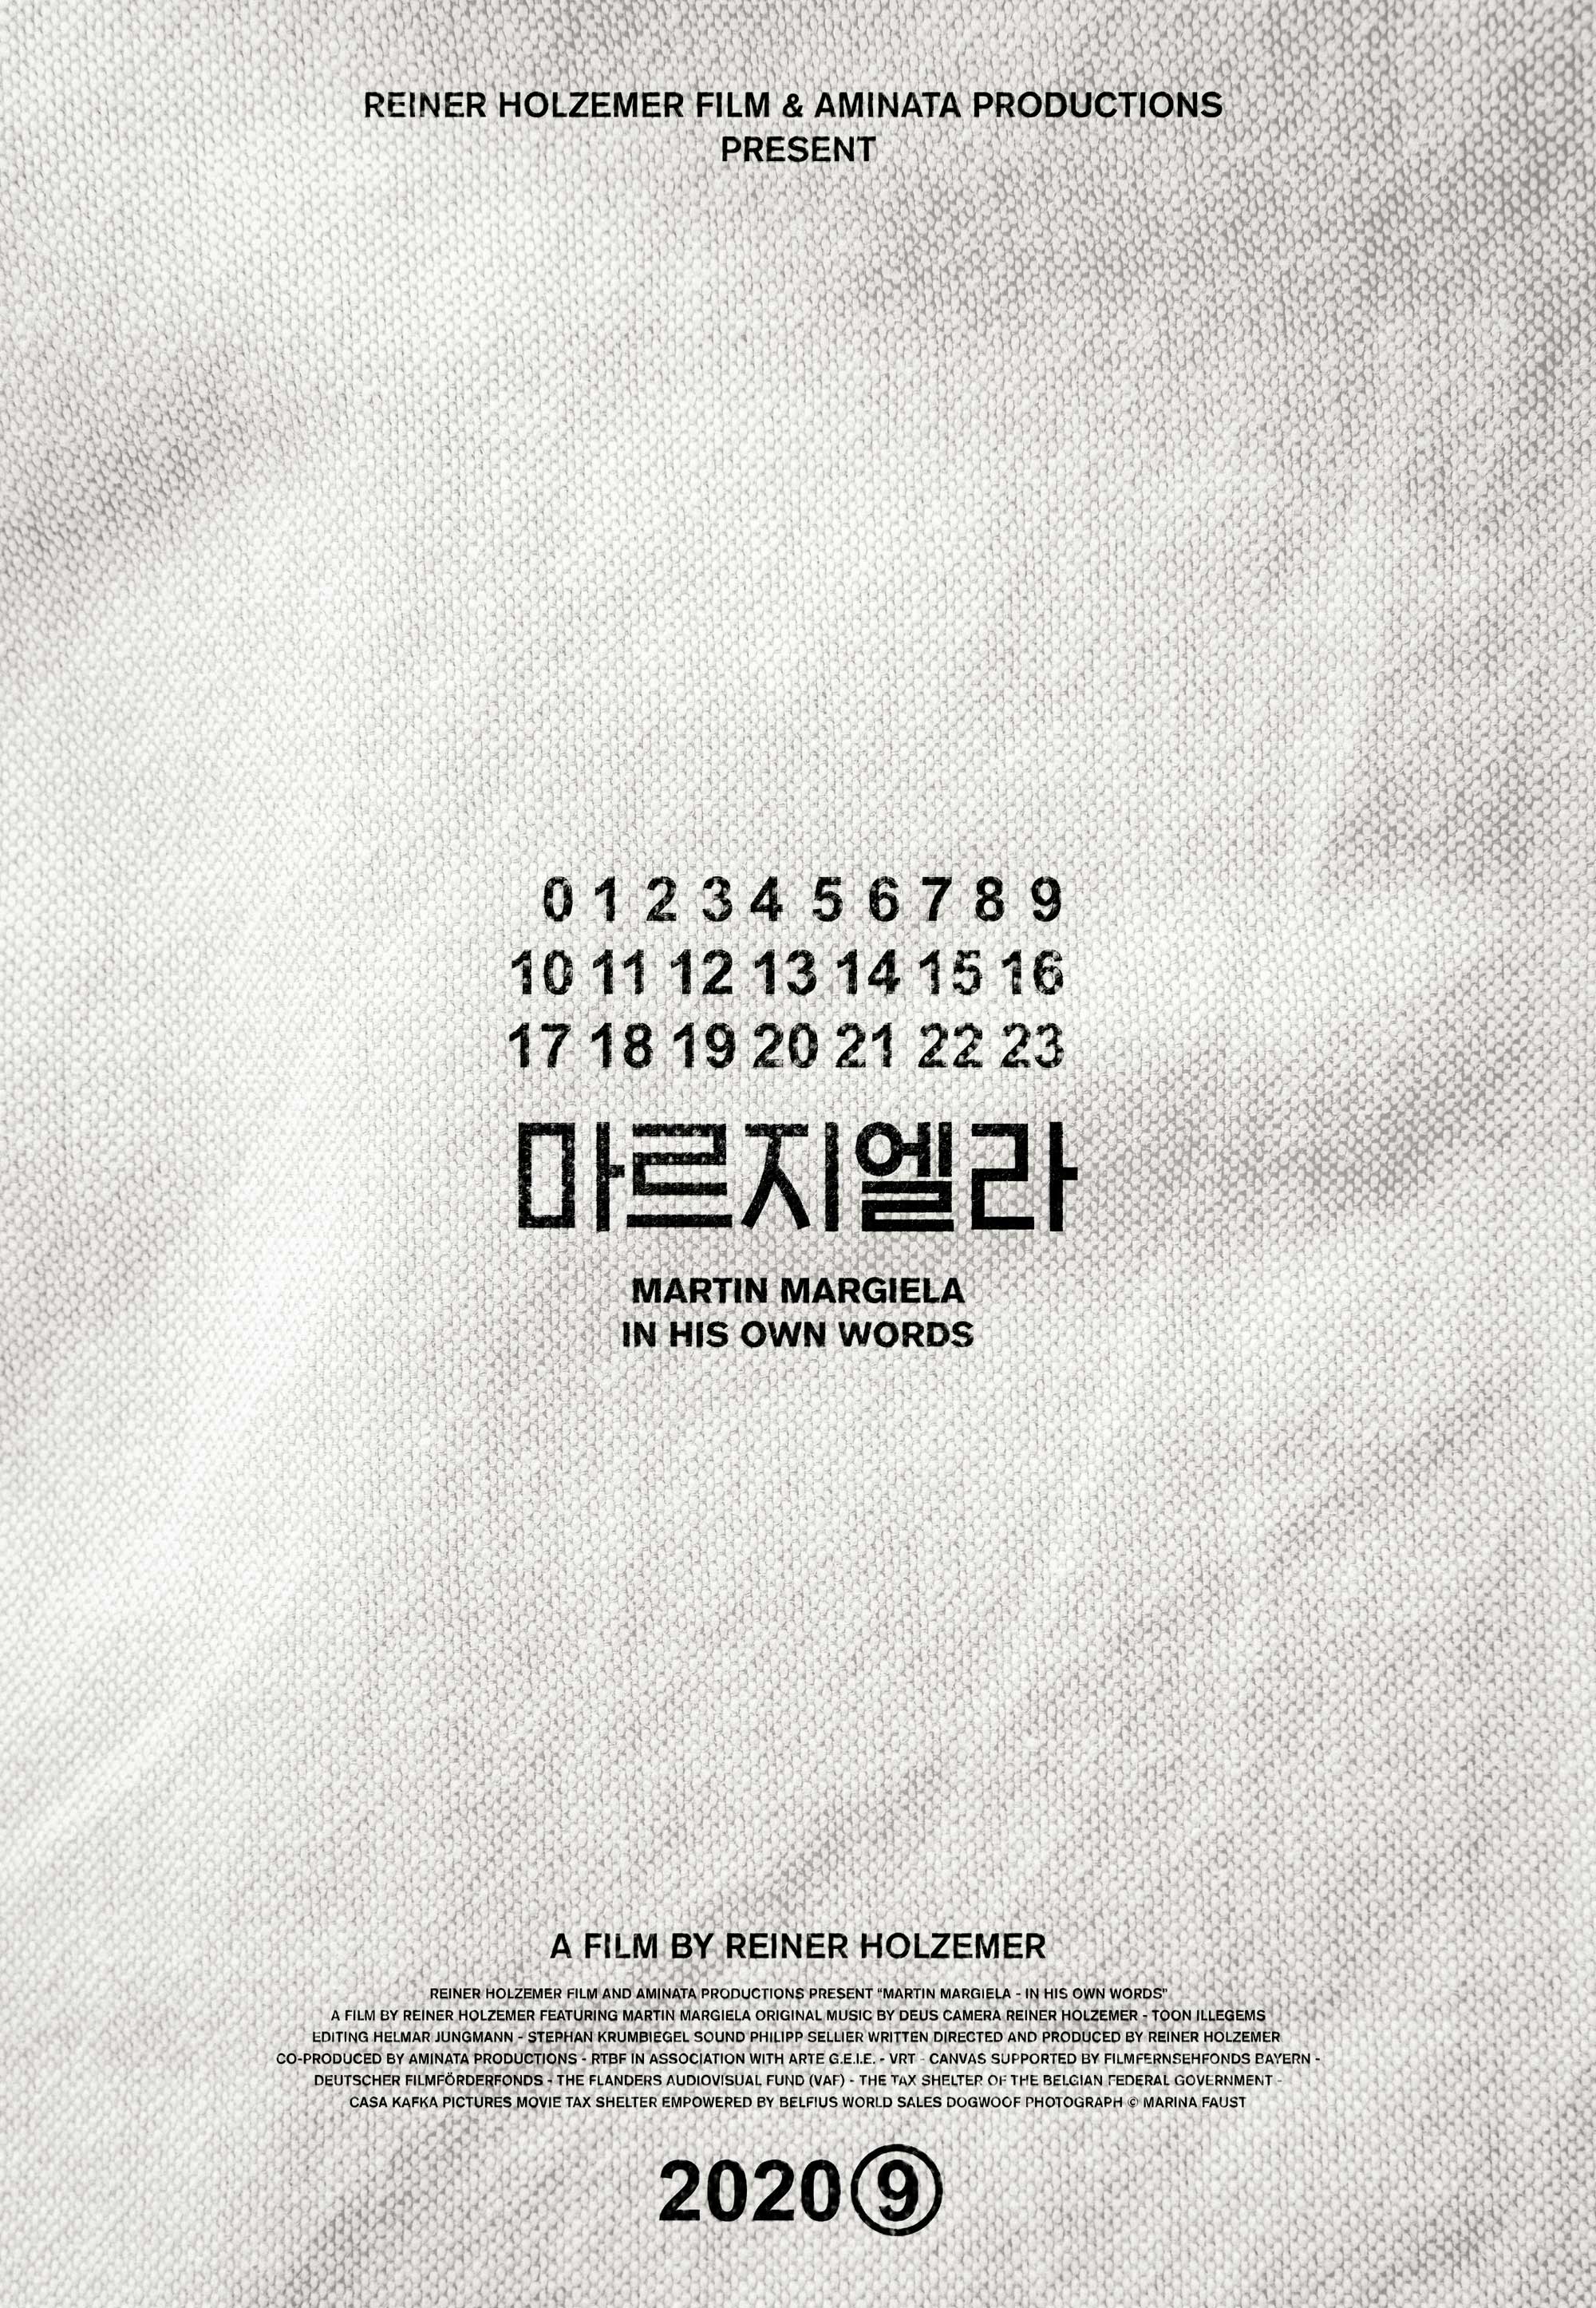 REINER HOLZEMER FILM & AMINATA PRODUCTIONS
PRESENT
0 1 2 3 4 5 6 7 8 9
10 11 12 13 14 15 16
17 18 19 20 21 22 23
마르지엘라
MARTIN MARGIELA
IN HIS OWN WORDS
A FILM BY REINER HOLZEMER
REINER HOLZEMER FILM AND AMINATA PRODUCTIONS PRESENT "MARTIN MARGIELA - IN HIS OWN WORDS"
A FILM BY REINER HOLZEMER FEATURING MARTIN MARGIELA ORIGINAL MUSIC BY DEUS CAMERA REINER HOLZEMER - TOON ILLEGEMS
EDITING HELMAR JUNGMANN - STEPHAN KRUMBIEGEL SOUND PHILIPP SELLIER WRITTEN DIRECTED AND PRODUCED BY REINER HOLZEMER
CO-PRODUCED BY AMINATA PRODUCTIONS - RTBF IN ASSOCIATION WITH ARTE G.E.I.E. - VRT - CANVAS SUPPORTED BY FILMFERNSEHFONDS BAYERN -
DEUTSCHER FILMFÖRDERFONDS - THE FLANDERS AUDIOVISUAL FUND (VAF) - THE TAX SHELTER OF THE BELGIAN FEDERAL GOVERNMENT -
CASA KAFKA PICTURES MOVIE TAX SHELTER EMPOWERED BY BELFIUS WORLD SALES DOGWOOF PHOTOGRAPH © MARINA FAUST
2020⑨